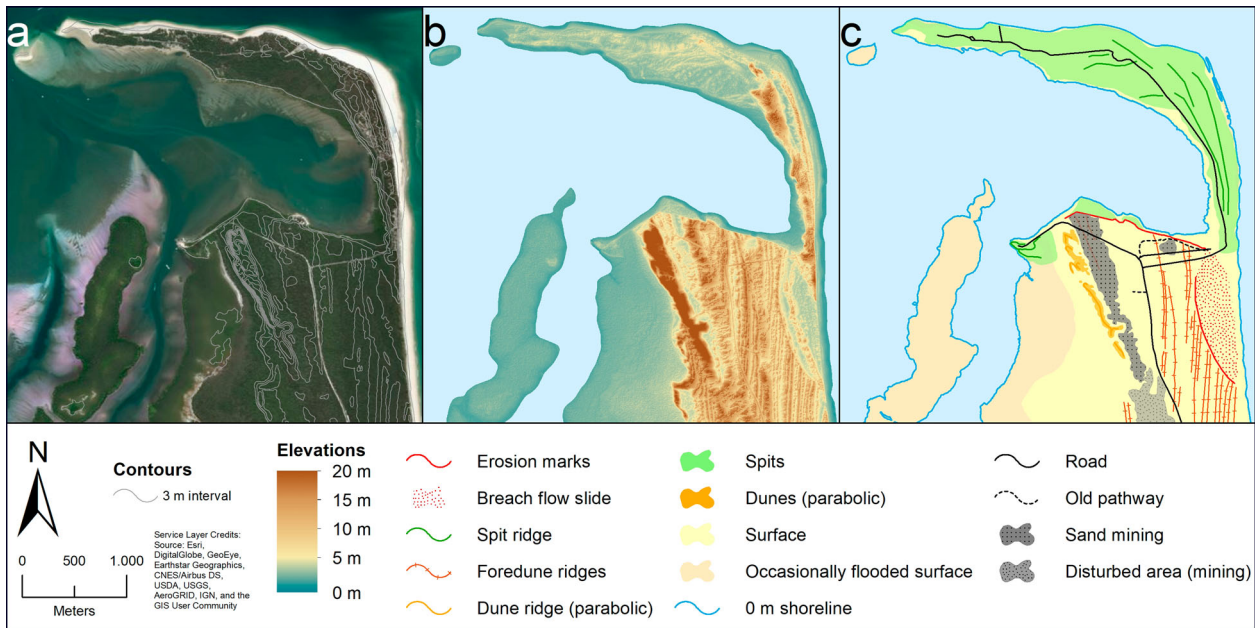 a
b
c
N
0 500 1.000
Meters
Contours
3 m interval
Service Layer Credits:
Source: Esri,
DigitalGlobe, GeoEye,
Earthstar Geographics,
CNES/Airbus DS,
USDA, USGS,
AeroGRID, IGN, and the
GIS User Community
Elevations
20 m
15 m
10 m
5 m
0 m
Erosion marks
Breach flow slide
Spit ridge
Foredune ridges
Dune ridge (parabolic)
Spits
Dunes (parabolic)
Surface
Occasionally flooded surface
0 m shoreline
Road
Old pathway
Sand mining
Disturbed area (mining)